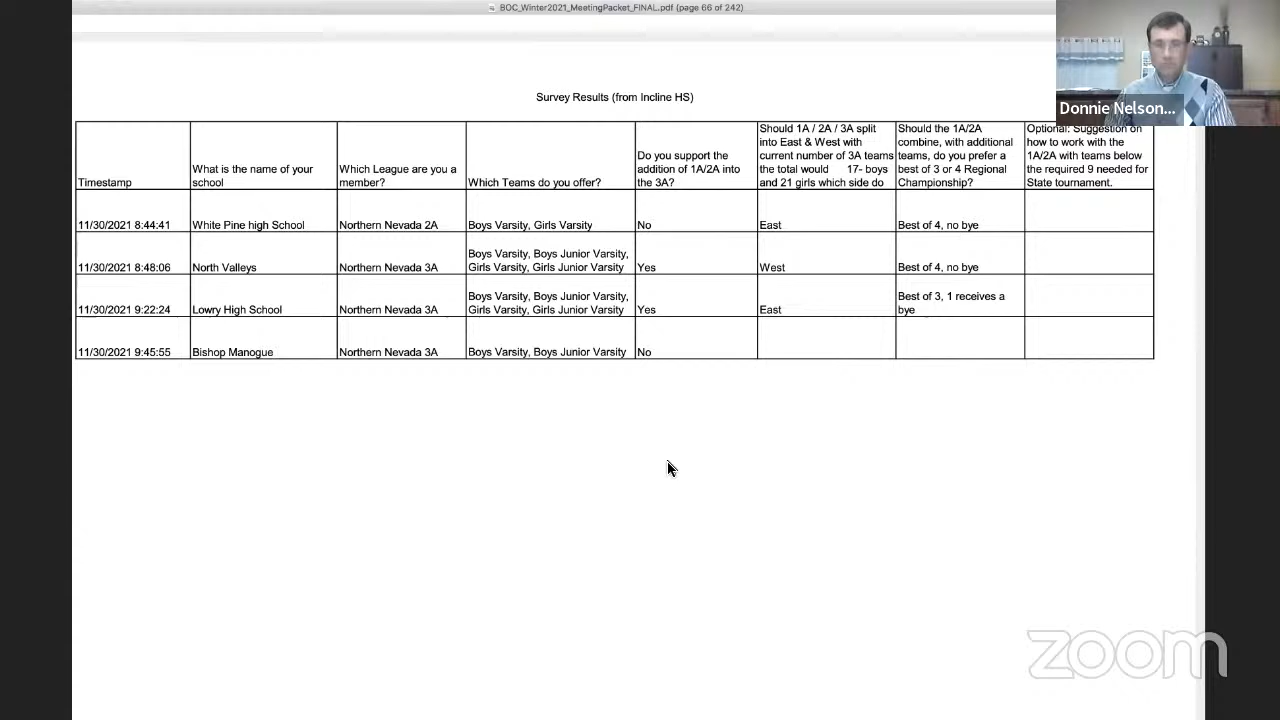 BOC_Winter2021_MeetingPacket_FINAL.pdf (page 66 of 242)
Donnie Nelson...
Survey Results (from Incline HS)
Timestamp
What is the name of your
school
Which League are you a
member?
Which Teams do you offer?
Do you support the
addition of 1A/2A into
the 3A?
Should 1A / 2A / 3A split
into East & West with
current number of 3A teams
the total would 17- boys
and 21 girls which side do
Should the 1A/2A
combine, with additional
teams, do you prefer a
best of 3 or 4 Regional
Championship?
Optional: Suggestion on
how to work with the
1A/2A with teams below
the required 9 needed for
State tournament.
11/30/2021 8:44:41
White Pine high School
Northern Nevada 2A
Boys Varsity, Girls Varsity
No
East
Best of 4, no bye
11/30/2021 8:48:06
North Valleys
Northern Nevada 3A
Boys Varsity, Boys Junior Varsity,
Girls Varsity, Girls Junior Varsity
Yes
West
Best of 4, no bye
11/30/2021 9:22:24
Lowry High School
Northern Nevada 3A
Boys Varsity, Boys Junior Varsity,
Girls Varsity, Girls Junior Varsity
Yes
East
Best of 3, 1 receives a
bye
11/30/2021 9:45:55
Bishop Manogue
Northern Nevada 3A
Boys Varsity, Boys Junior Varsity
No
zoom